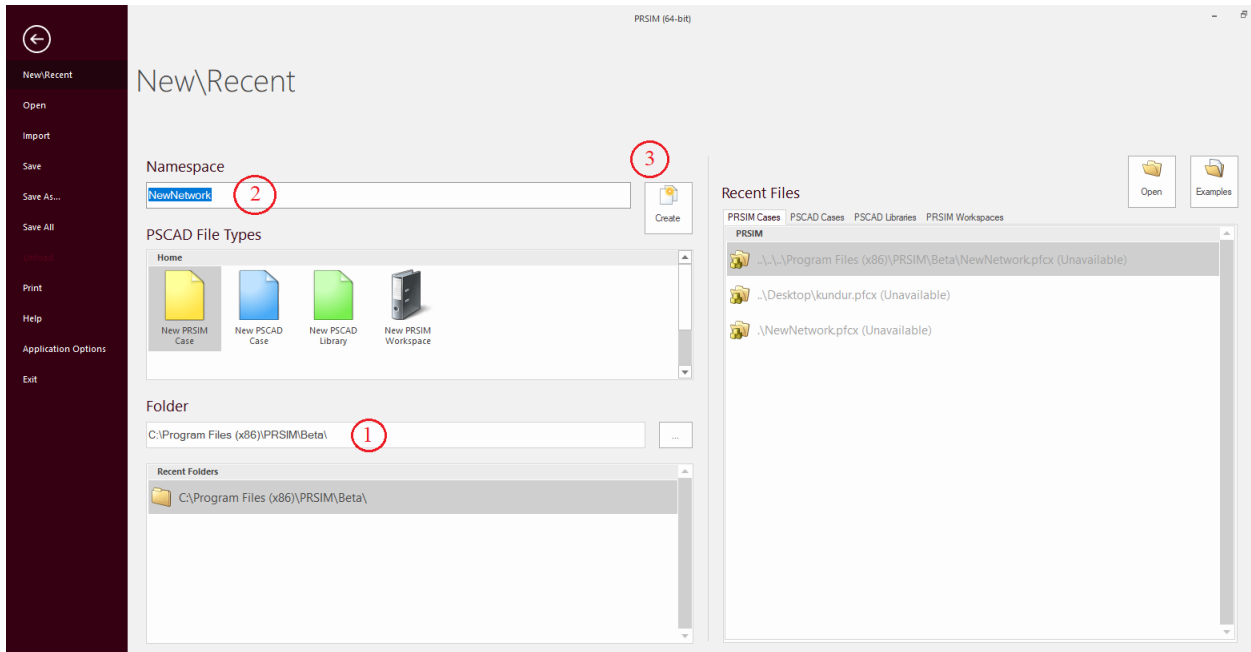 PRSIM (64-bit)
New\Recent
Open
Import
Save
Save As...
Save All
Print
Help
Application Options
Exit
New\Recent
Namespace
3
NewNetwork
2
Create
PSCAD File Types
Home
New PRSIM Case
New PSCAD Case
New PSCAD Library
New PRSIM Workspace
Folder
C:\Program Files (x86)\PRSIM\Beta\
1
...
Recent Folders
C:\Program Files (x86)\PRSIM\Beta\
Recent Files
Open
Examples
PRSIM Cases PSCAD Cases PSCAD Libraries PRSIM Workspaces
PRSIM
..\..\..\Program Files (x86)\PRSIM\Beta\NewNetwork.pfcx (Unavailable)
..\Desktop\kundur.pfcx (Unavailable)
.\NewNetwork.pfcx (Unavailable)